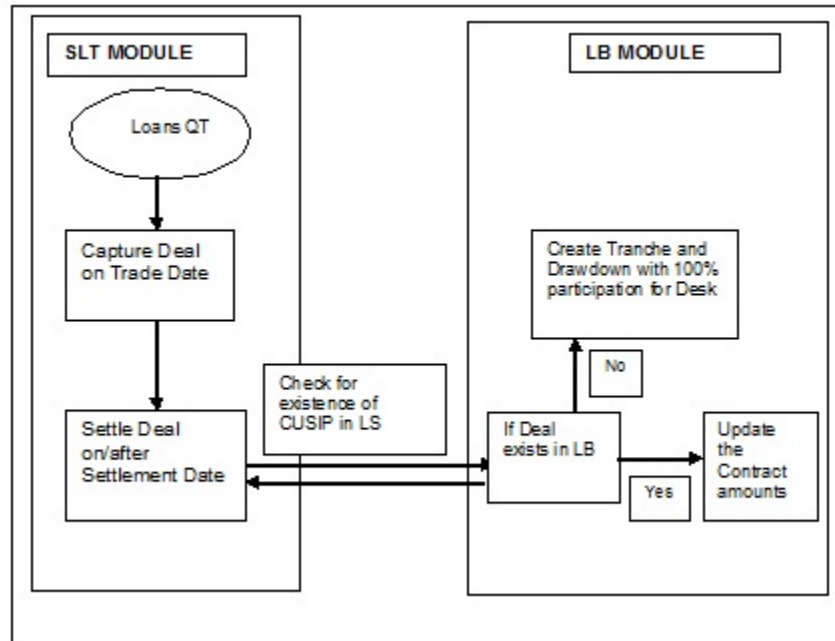 SLT MODULE
LB MODULE
Loans QT
Capture Deal
on Trade Date
Create Tranche and
Drawdown with 100%
participation for Desk
No
Check for
existence of
CUSIP in LS
Settle Deal
on/after
Settlement Date
If Deal
exists in LB
Yes
Update
the
Contract
amounts